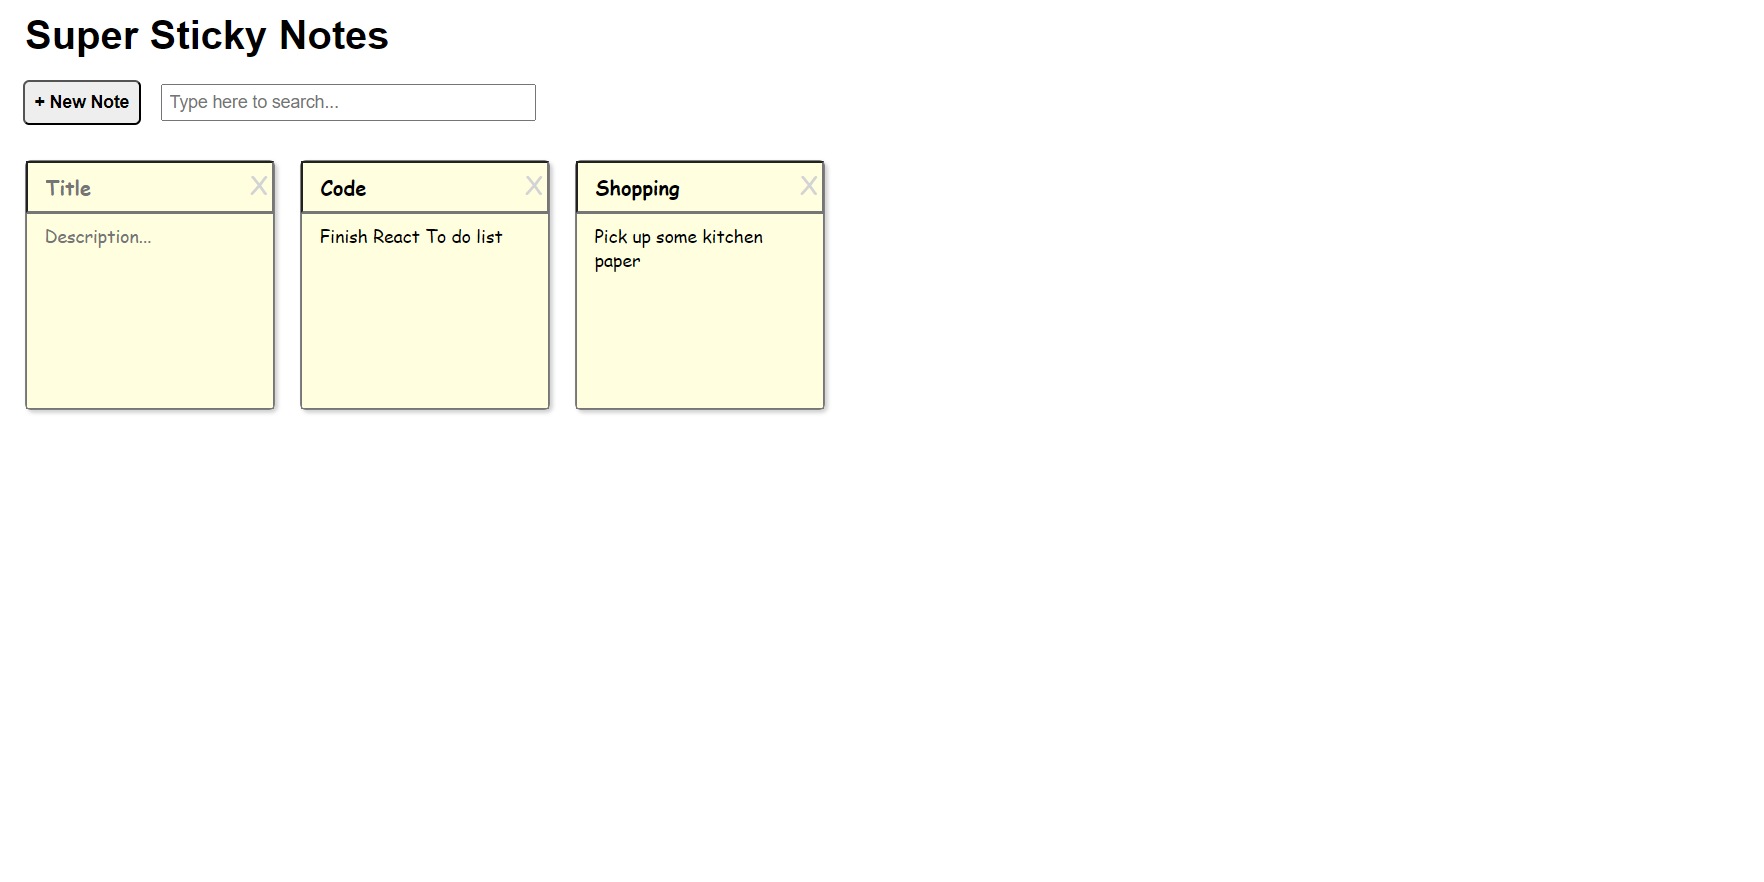 Super Sticky Notes
+ New Note
Type here to search...
Title X
Code X
Shopping X
Description...
Finish React To do list
Pick up some kitchen
paper